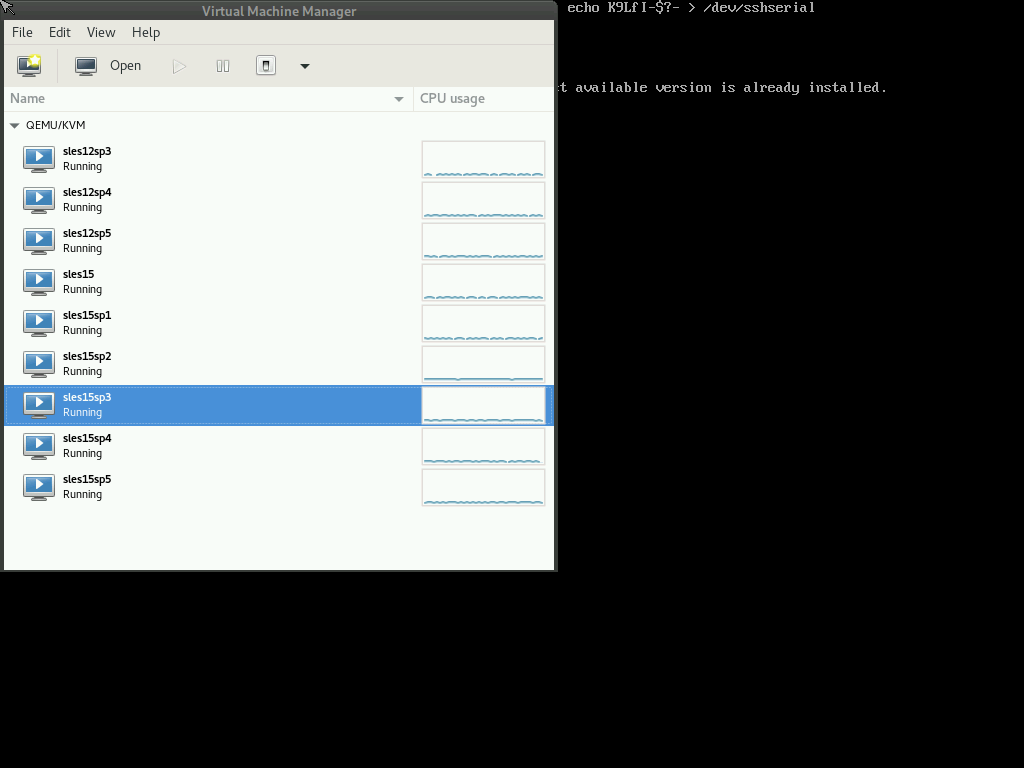 Virtual Machine Manager
echo K9LfI-$?- > /dev/sshserial
File Edit View Help
Open
t available version is already installed.
Name CPU usage
QEMU/KVM
sles12sp3
Running
sles12sp4
Running
sles12sp5
Running
sles15
Running
sles15sp1
Running
sles15sp2
Running
sles15sp3
Running
sles15sp4
Running
sles15sp5
Running